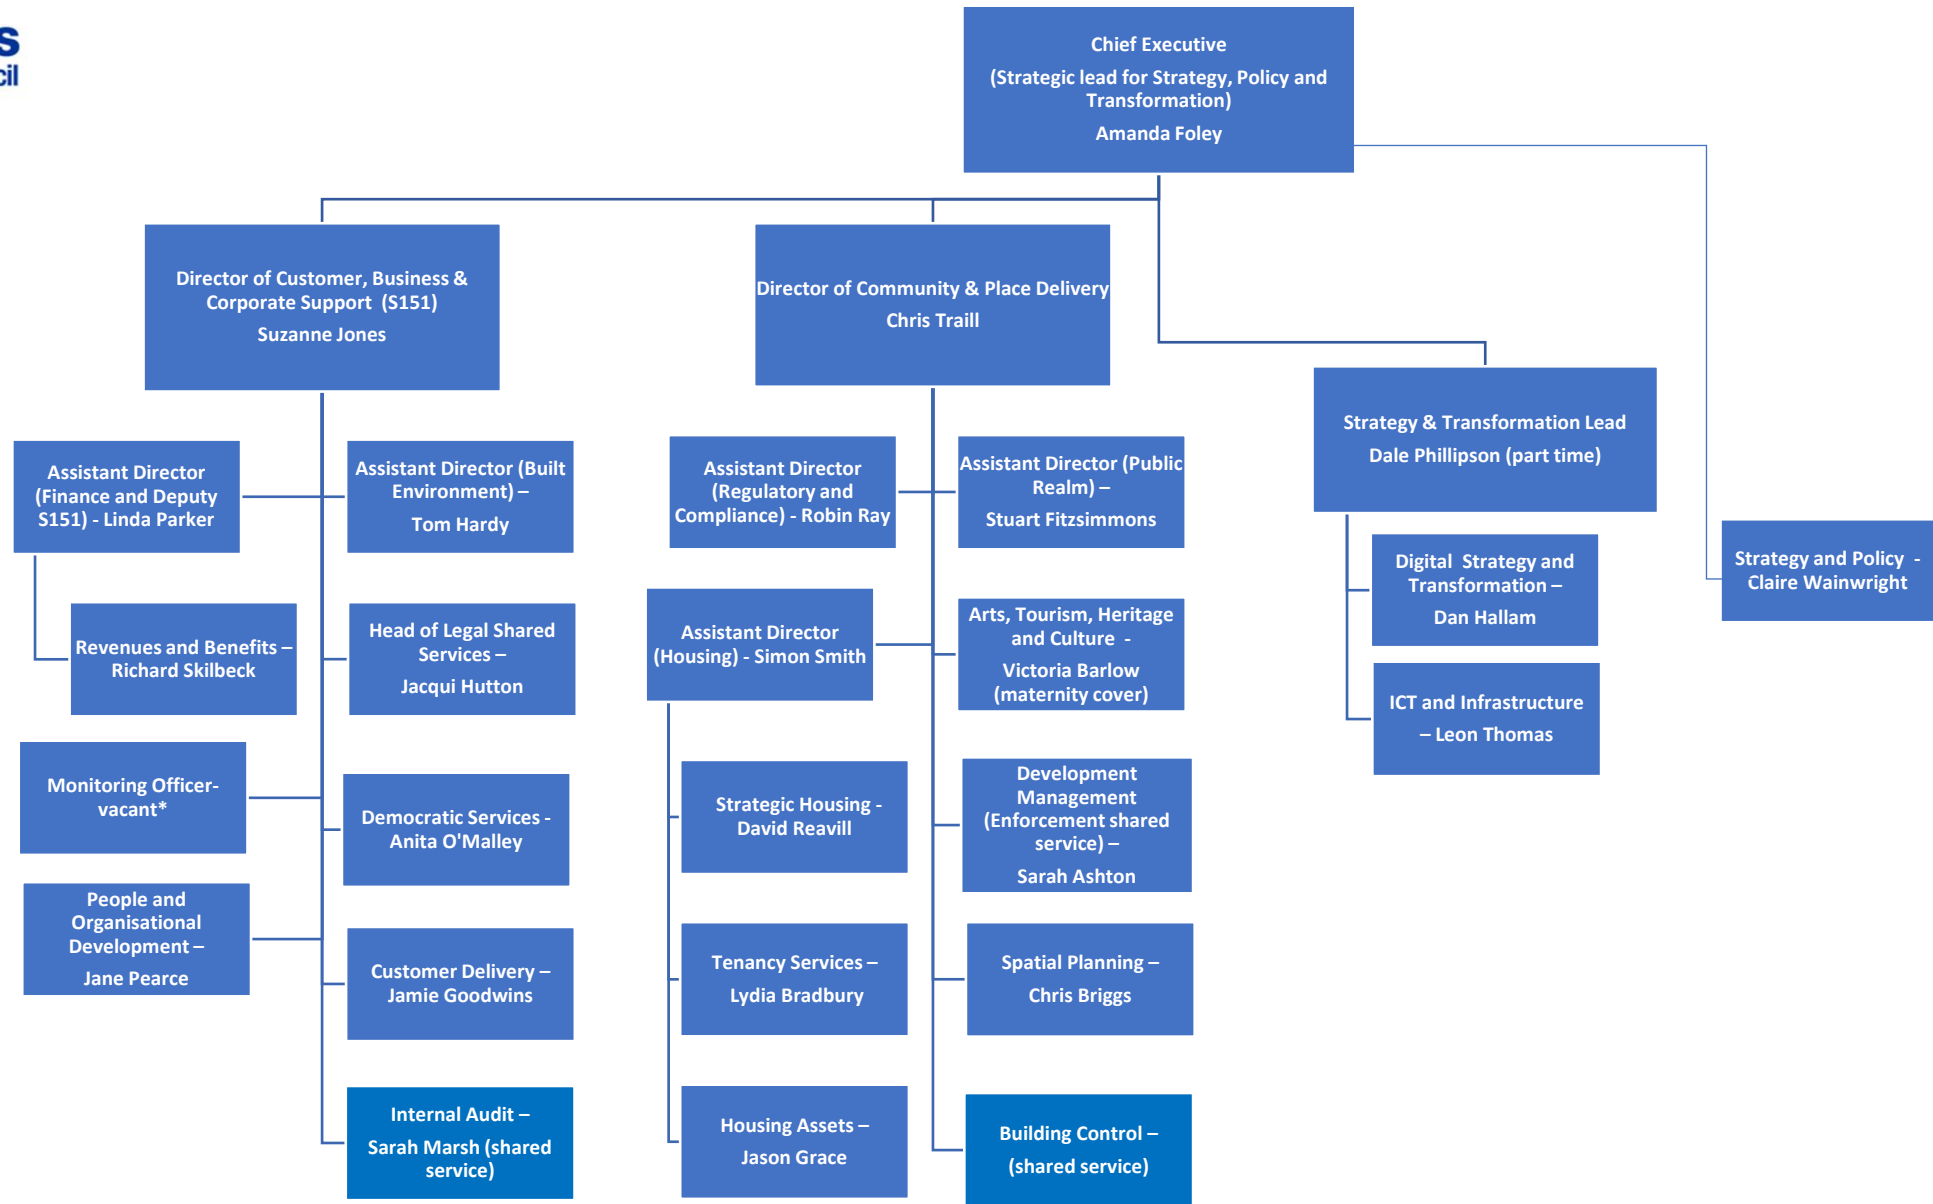 s
cil
Chief Executive
(Strategic lead for Strategy, Policy and
Transformation)
Amanda Foley
Director of Customer, Business &
Corporate Support (S151)
Suzanne Jones
Director of Community & Place Delivery
Chris Traill
Strategy & Transformation Lead
Dale Phillipson (part time)
Strategy and Policy -
Claire Wainwright
Assistant Director
(Finance and Deputy
S151) - Linda Parker
Assistant Director (Built
Environment) –
Tom Hardy
Revenues and Benefits –
Richard Skilbeck
Head of Legal Shared
Services –
Jacqui Hutton
Monitoring Officer-
vacant*
Democratic Services -
Anita O'Malley
People and
Organisational
Development –
Jane Pearce
Customer Delivery –
Jamie Goodwins
Internal Audit –
Sarah Marsh (shared
service)
Assistant Director
(Regulatory and
Compliance) - Robin Ray
Assistant Director (Public
Realm) –
Stuart Fitzsimmons
Assistant Director
(Housing) - Simon Smith
Arts, Tourism, Heritage
and Culture -
Victoria Barlow
(maternity cover)
Strategic Housing -
David Reavill
Development
Management
(Enforcement shared
service) –
Sarah Ashton
Tenancy Services –
Lydia Bradbury
Spatial Planning –
Chris Briggs
Housing Assets –
Jason Grace
Building Control –
(shared service)
Digital Strategy and
Transformation –
Dan Hallam
ICT and Infrastructure
– Leon Thomas